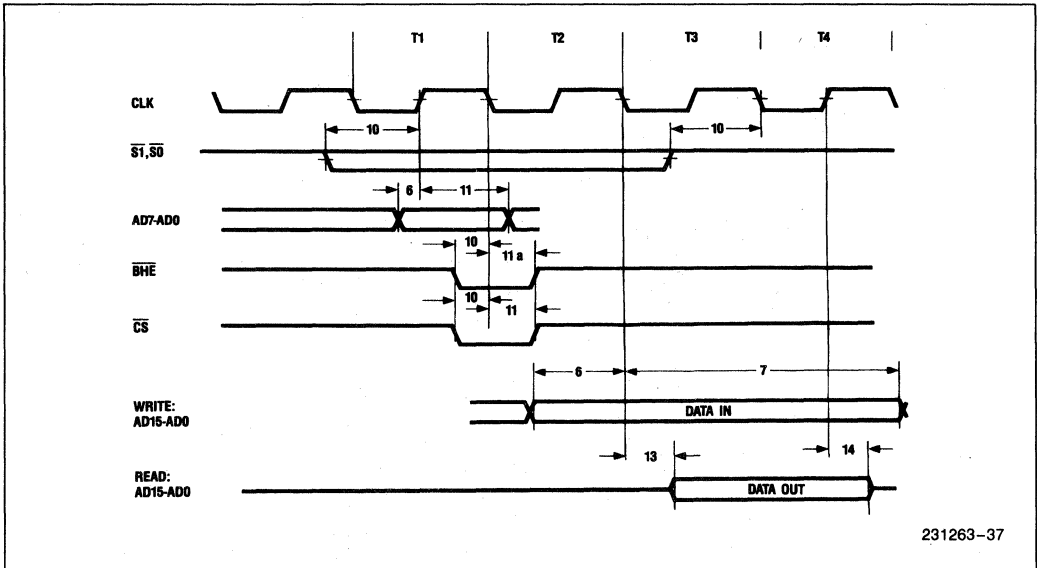 T1 T2 T3 T4
CLK
10 10
S1,S0
6 11
AD7-AD0
10 11 a
BHE
10 11
CS
6 7
WRITE:
AD15-AD0
DATA IN
13 14
READ:
AD15-AD0
DATA OUT
231263-37